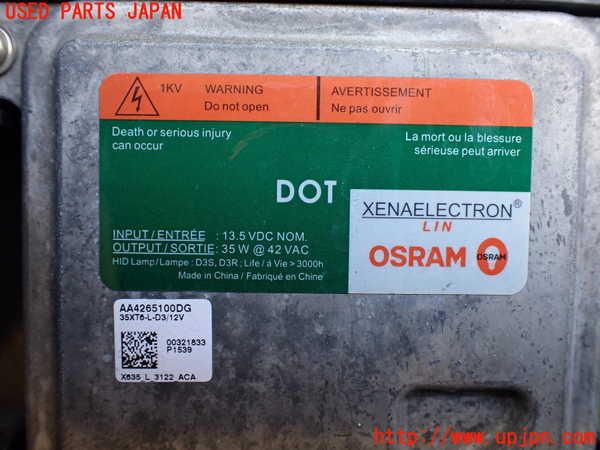 USED PARTS JAPAN
1KV
WARNING
Do not open
AVERTISSEMENT
Ne pas ouvrir
Death or serious injury
can occur
La mort ou la blessure
sérieuse peut arriver
DOT
XENAELECTRON®
LIN
OSRAM
OSRAM
INPUT / ENTRÉE : 13.5 VDC NOM.
OUTPUT / SORTIE: 35 W @ 42 VAC
HID Lamp/Lampe : D3S, D3R ; Life / á Vie > 3000h
Made in China / Fabriqué en Chine
AA4265100DG
35XT6-L-D3/12V
00321833
P1539
X635 L 3122 ACA
http://www.upjpn.com